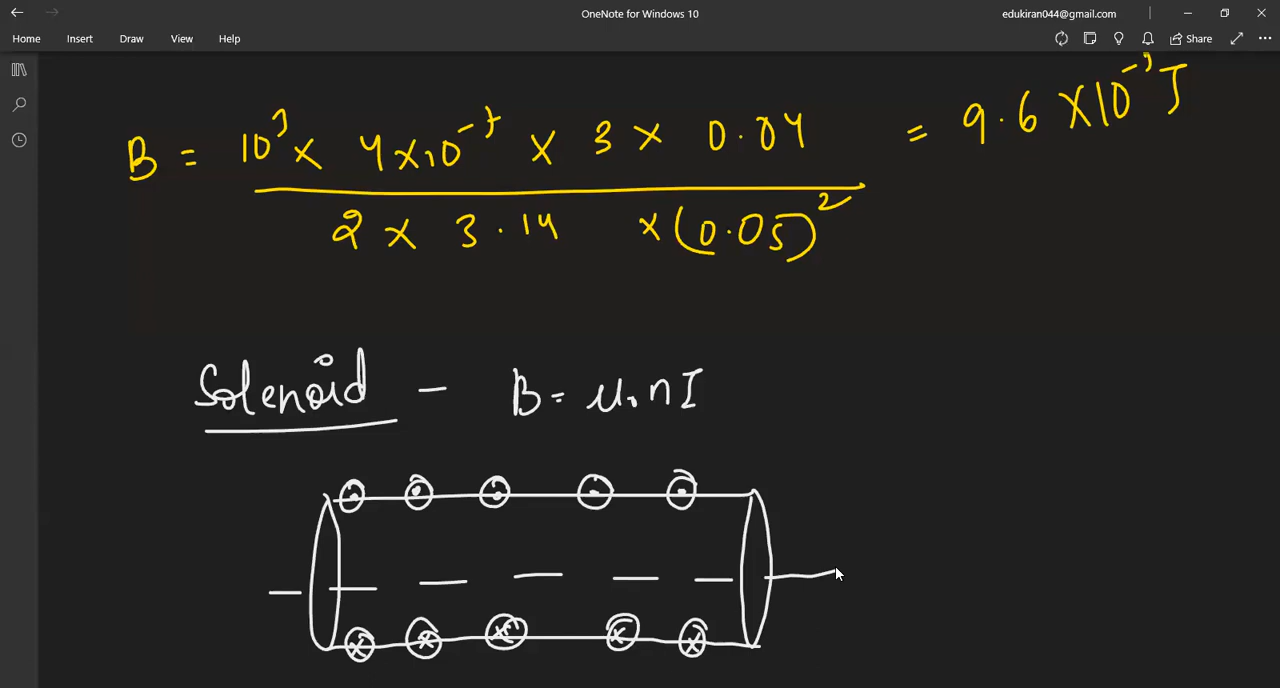 OneNote for Windows 10
edukiran044@gmail.com
Home Insert Draw View Help
Share
B = 10³ × 4×10⁻⁷ × 3 × 0.04 = 9.6 ×10⁻³ T
2 × 3.14 × (0.05)²
Solenoid - B = μ₀nI